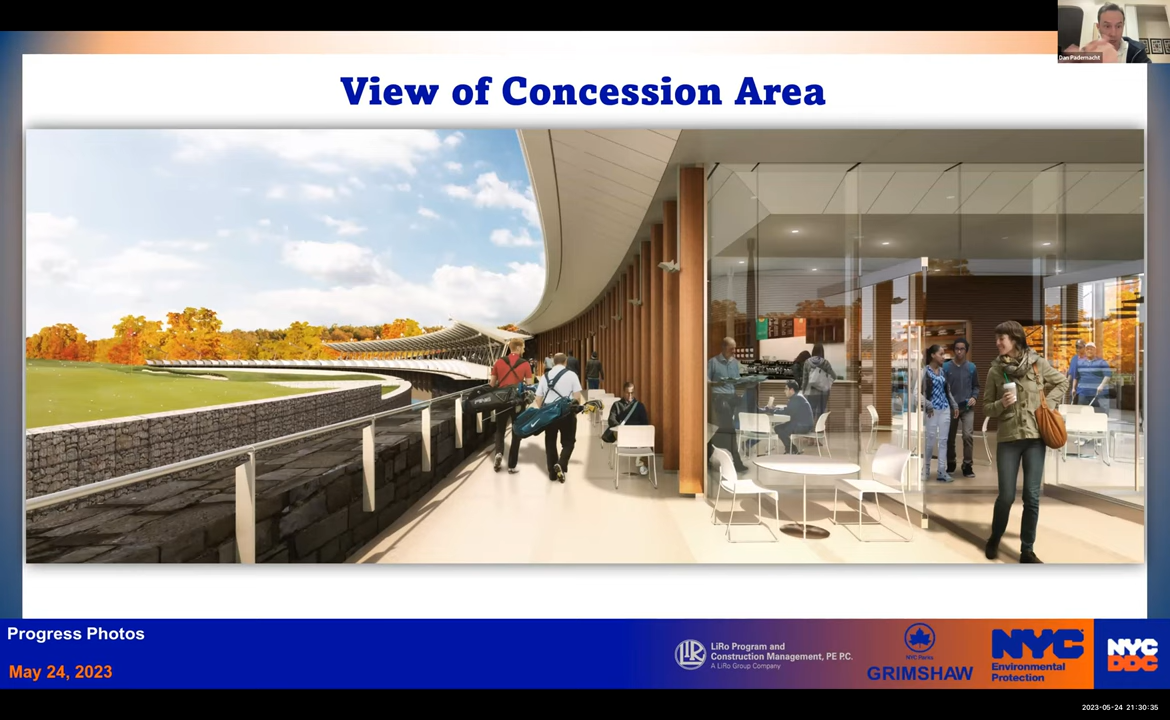 Dan Pademacht
View of Concession Area
Progress Photos
May 24, 2023
LiRo
LiRo Program and
Construction Management, PE P.C.
A LiRo Group Company
NYC Parks
GRIMSHAW
NYC
Environmental
Protection
NYC
DDC
2023-05-24 21:30:35